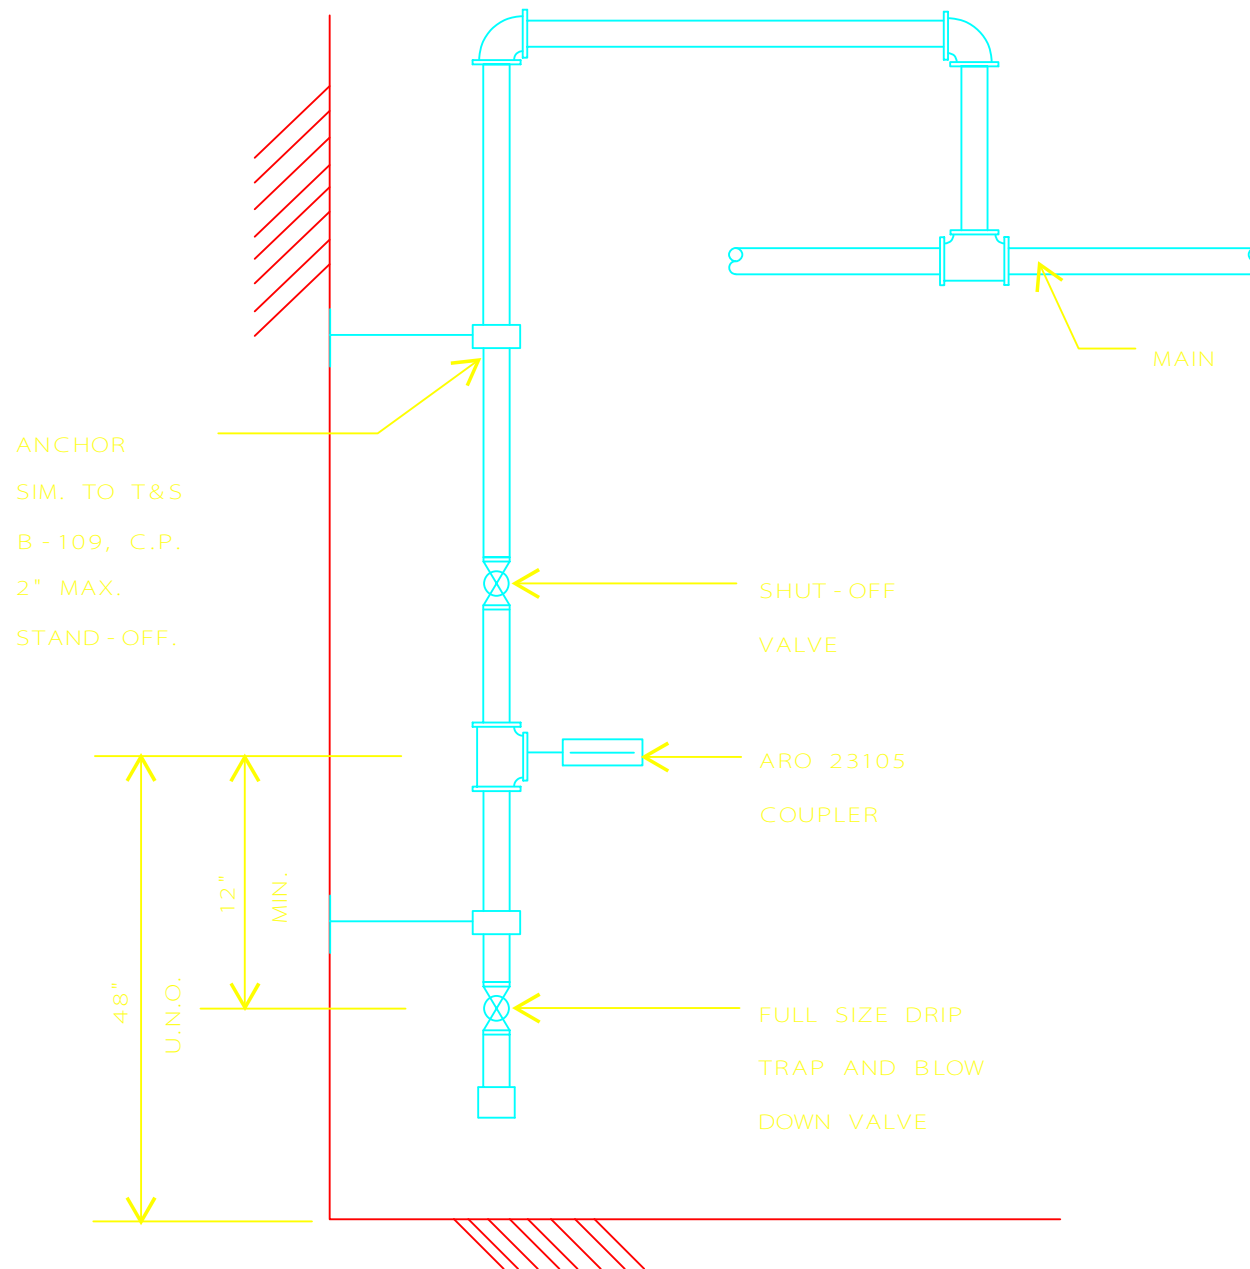 MAIN
ANCHOR
SIM. TO T&S
B-109, C.P.
2" MAX.
STAND-OFF.
SHUT-OFF
VALVE
ARO 23105
COUPLER
12"
MIN.
48"
U.N.O.
FULL SIZE DRIP
TRAP AND BLOW
DOWN VALVE